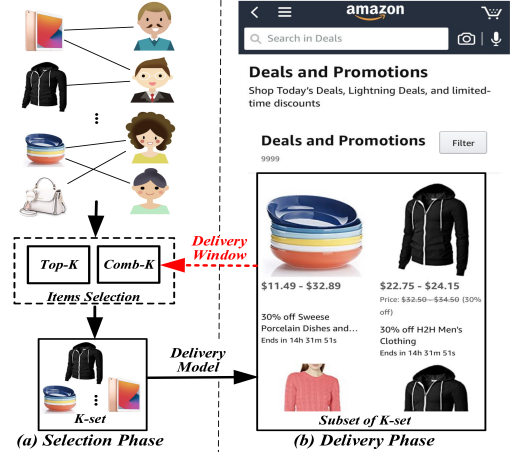 amazon
Search in Deals
Deals and Promotions
Shop Today's Deals, Lightning Deals, and limited-
time discounts
Deals and Promotions
9999
Filter
Delivery
Window
Top-K
Comb-K
Items Selection
$11.49 - $32.89
30% off Sweese
Porcelain Dishes and...
Ends in 14h 31m 51s
$22.75 - $24.15
Price: $32.50 - $34.50 (30%
off)
30% off H2H Men's
Clothing
Ends in 14h 31m 51s
Delivery
Model
K-set
Subset of K-set
(a) Selection Phase
(b) Delivery Phase